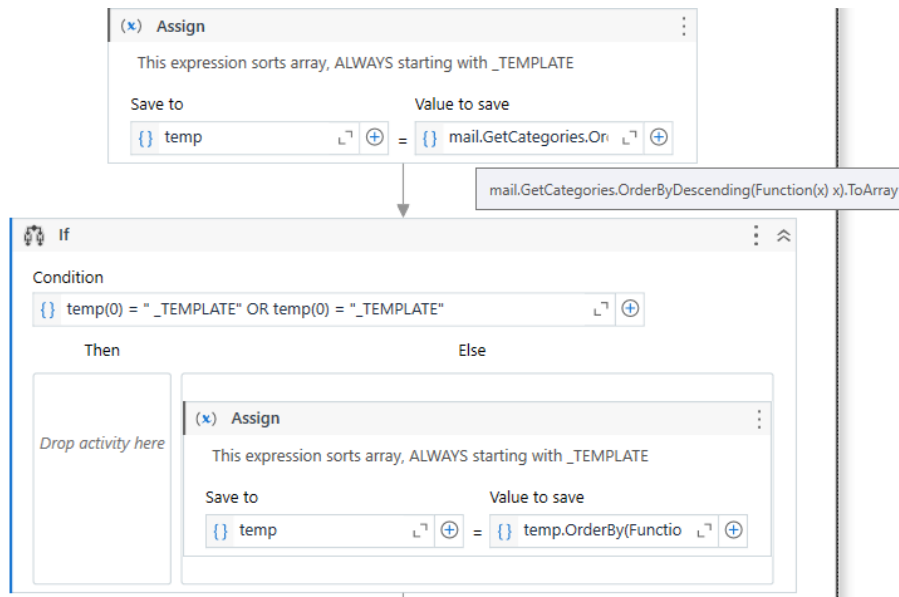 (x) Assign
This expression sorts array, ALWAYS starting with _TEMPLATE
Save to
Value to save
{} temp
=
{} mail.GetCategories.Or
mail.GetCategories.OrderByDescending(Function(x) x).ToArray
If
Condition
{} temp(0) = " _TEMPLATE" OR temp(0) = "_TEMPLATE"
Then
Else
Drop activity here
(x) Assign
This expression sorts array, ALWAYS starting with _TEMPLATE
Save to
Value to save
{} temp
=
{} temp.OrderBy(Functio